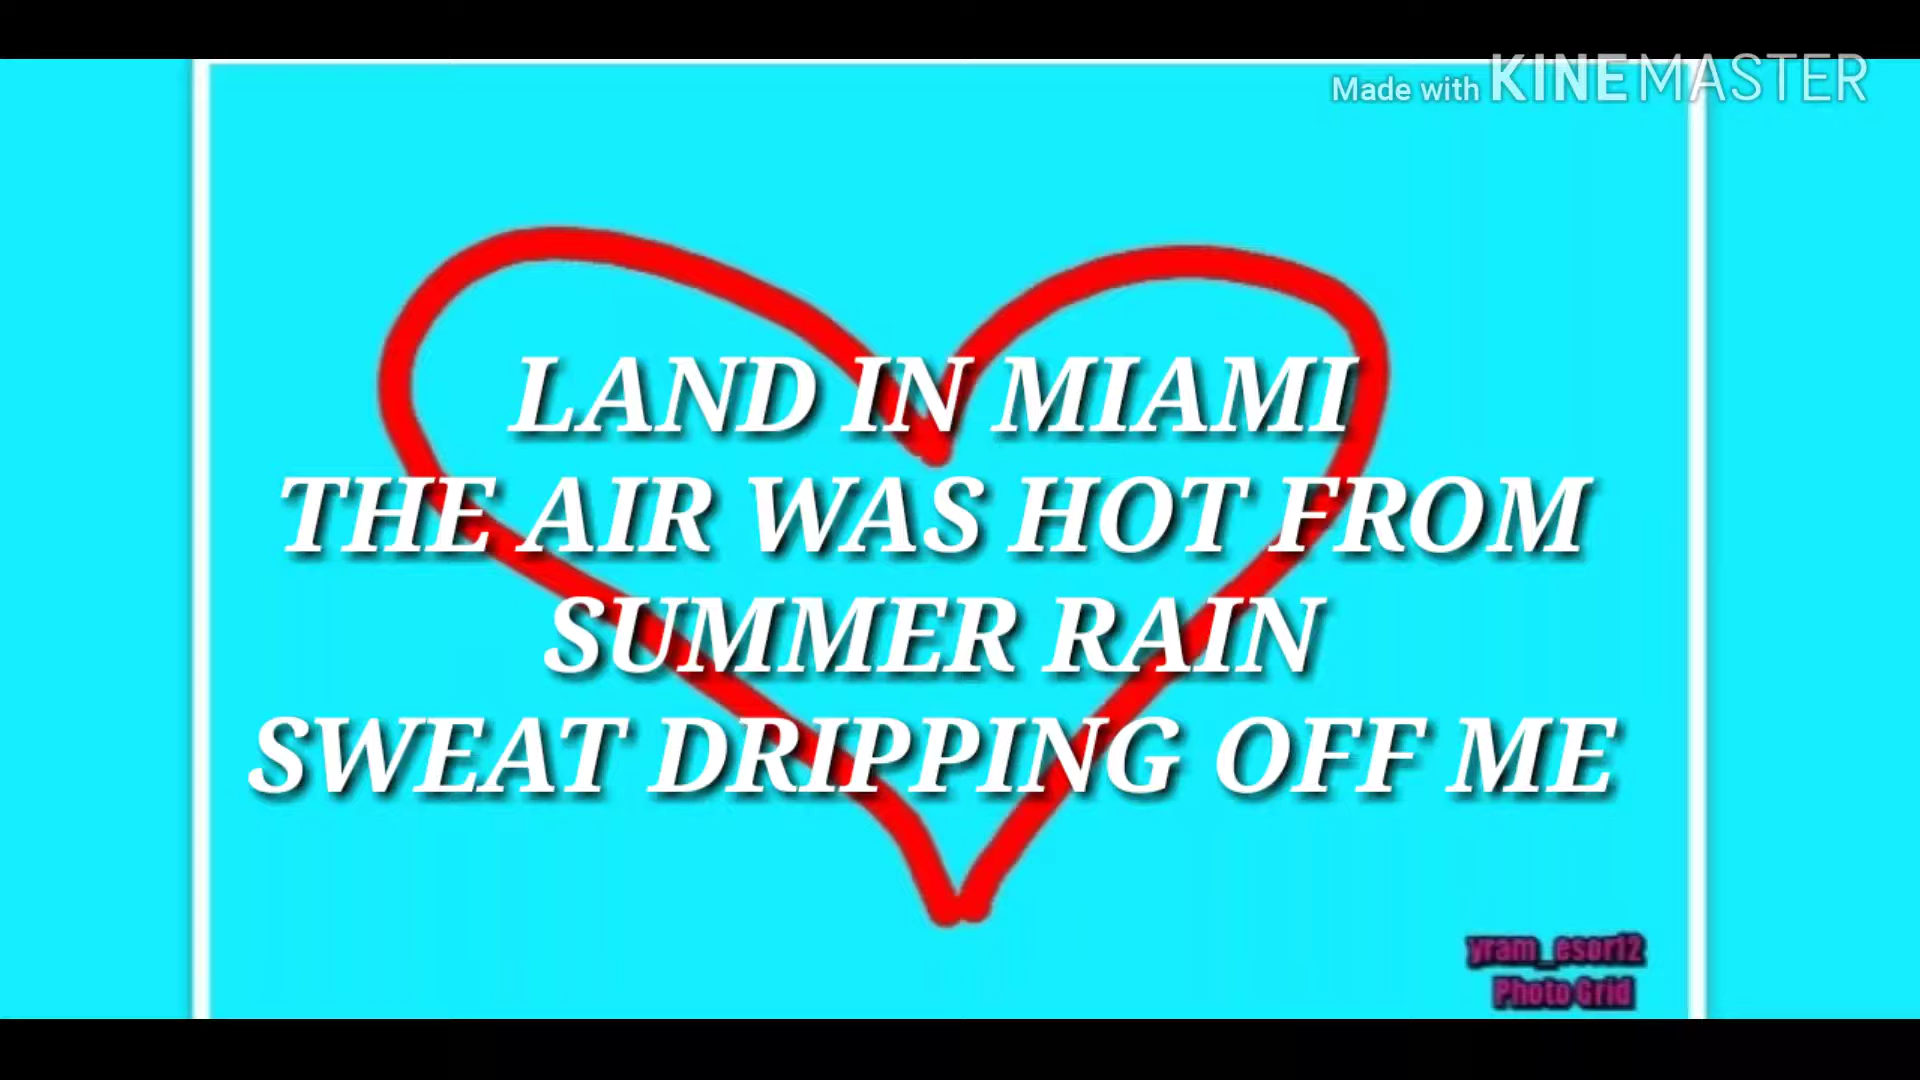 Made with KINEMASTER
LAND IN MIAMI
THE AIR WAS HOT FROM
SUMMER RAIN
SWEAT DRIPPING OFF ME
yram_esor12
Photo Grid